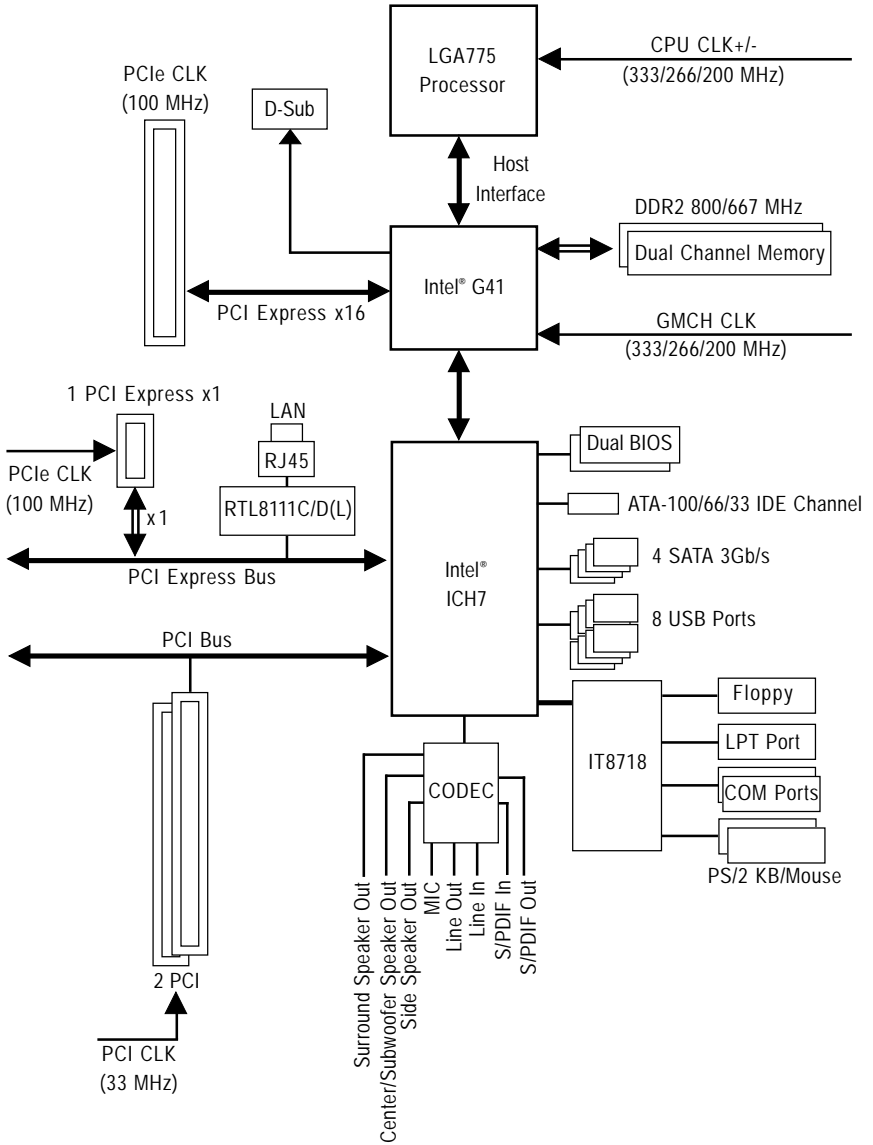 LGA775
Processor
CPU CLK+/-
(333/266/200 MHz)
PCIe CLK
(100 MHz)
D-Sub
Host
Interface
DDR2 800/667 MHz
Dual Channel Memory
Intel® G41
PCI Express x16
GMCH CLK
(333/266/200 MHz)
1 PCI Express x1
LAN
RJ45
RTL8111C/D(L)
PCIe CLK
(100 MHz)
x1
PCI Express Bus
Intel®
ICH7
Dual BIOS
ATA-100/66/33 IDE Channel
4 SATA 3Gb/s
8 USB Ports
PCI Bus
IT8718
Floppy
LPT Port
COM Ports
PS/2 KB/Mouse
CODEC
Surround Speaker Out
Center/Subwoofer Speaker Out
Side Speaker Out
MIC
Line Out
Line In
S/PDIF In
S/PDIF Out
2 PCI
PCI CLK
(33 MHz)